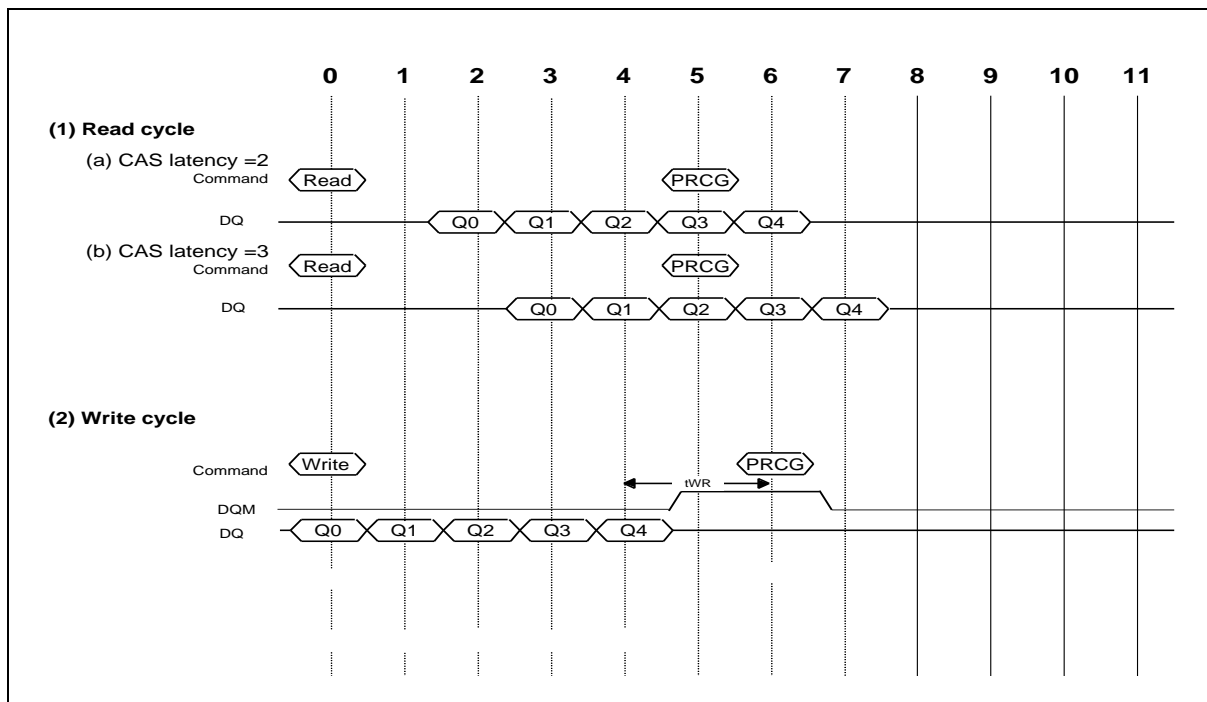 0 1 2 3 4 5 6 7 8 9 10 11
(1) Read cycle
(a) CAS latency =2
Command Read PRCG
DQ Q0 Q1 Q2 Q3 Q4
(b) CAS latency =3
Command Read PRCG
DQ Q0 Q1 Q2 Q3 Q4
(2) Write cycle
Command Write PRCG
tWR
DQM
DQ Q0 Q1 Q2 Q3 Q4